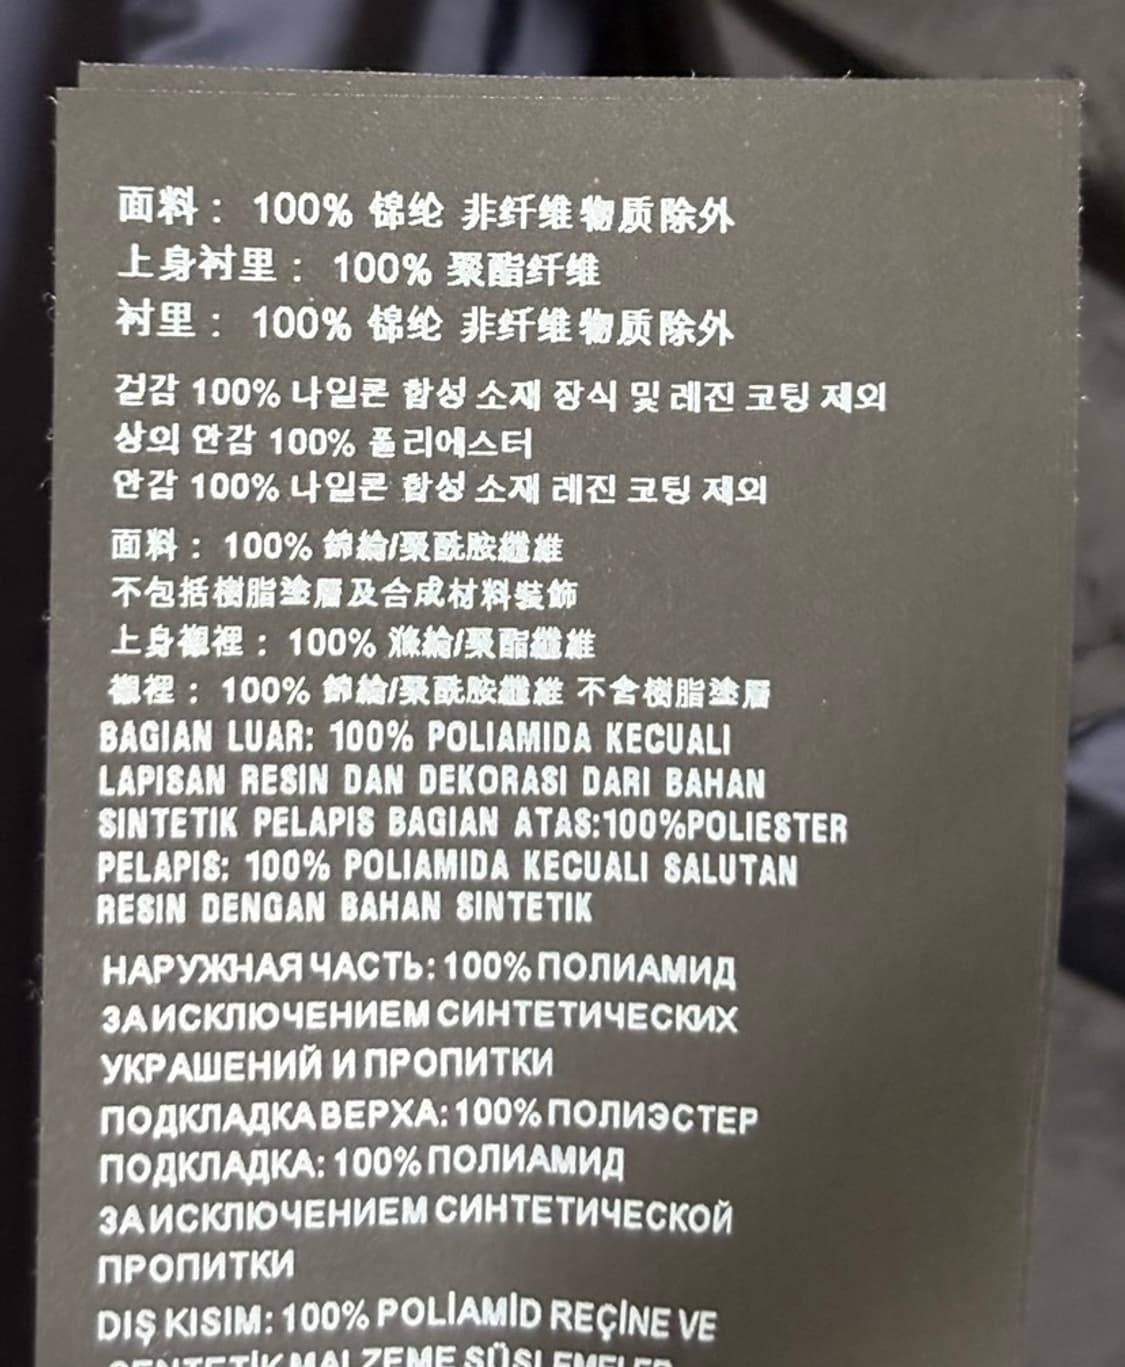 面料： 100% 锦纶 非纤维物质除外
上身衬里： 100% 聚酯纤维
衬里： 100% 锦纶 非纤维物质除外
겉감 100% 나일론 합성 소재 장식 및 레진 코팅 제외
상의 안감 100% 폴리에스터
안감 100% 나일론 합성 소재 레진 코팅 제외
面料： 100% 錦綸/聚酰胺纖維
不包括樹脂塗層及合成材料裝飾
上身襯裡： 100% 滌綸/聚酯纖維
襯裡： 100% 錦綸/聚酰胺纖維 不含樹脂塗層
BAGIAN LUAR: 100% POLIAMIDA KECUALI
LAPISAN RESIN DAN DEKORASI DARI BAHAN
SINTETIK PELAPIS BAGIAN ATAS:100%POLIESTER
PELAPIS: 100% POLIAMIDA KECUALI SALUTAN
RESIN DENGAN BAHAN SINTETIK
НАРУЖНАЯ ЧАСТЬ: 100% ПОЛИАМИД
ЗА ИСКЛЮЧЕНИЕМ СИНТЕТИЧЕСКИХ
УКРАШЕНИЙ И ПРОПИТКИ
ПОДКЛАДКА ВЕРХА: 100% ПОЛИЭСТЕР
ПОДКЛАДКА: 100% ПОЛИАМИД
ЗА ИСКЛЮЧЕНИЕМ СИНТЕТИЧЕСКОЙ
ПРОПИТКИ
DIŞ KISIM: 100% POLİAMİD REÇİNE VE
SENTETİK MALZEME SÜSLEMELER